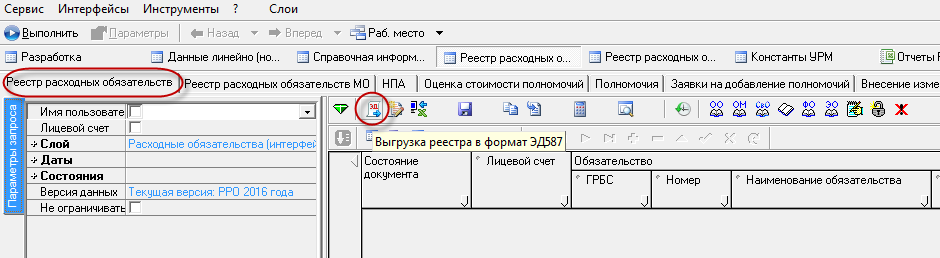 Сервис Интерфейсы Инструменты ? Слои
Выполнить Параметры Назад Вперед Раб. место
Разработка Данные линейно (но... Справочная информ... Реестр расходных о... Реестр расходных о... Константы УРМ Отчеты
Реестр расходных обязательств Реестр расходных обязательств МО НПА Оценка стоимости полномочий Полномочия Заявки на добавление полномочий Внесение измен
Параметры запроса
Имя пользовате
Лицевой счет
Слой Расходные обязательства (интерфей
Даты
Состояния
Версия данных Текущая версия: РРО 2016 года
Не ограничивать
ЭД
Выгрузка реестра в формат ЭД587
Состояние документа Лицевой счет Обязательство
ГРБС Номер Наименование обязательства